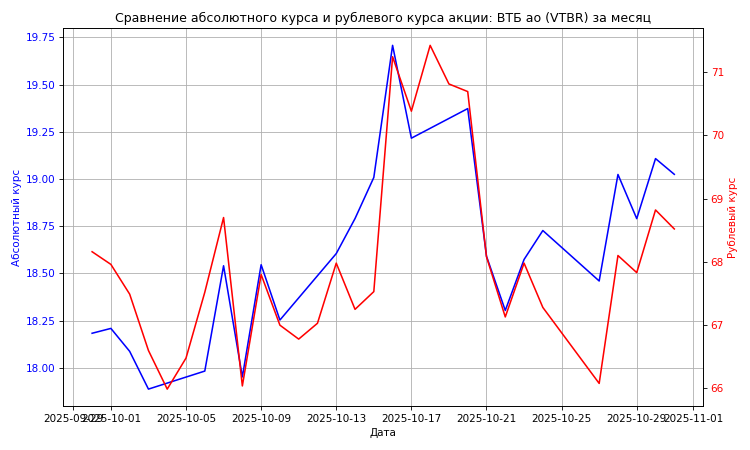 Сравнение абсолютного курса и рублевого курса акции: ВТБ ао (VTBR) за месяц
19.75
19.50
19.25
19.00
18.75
18.50
18.25
18.00
Абсолютный курс
71
70
69
68
67
66
Рублевый курс
2025-09-29 2025-10-01 2025-10-05 2025-10-09 2025-10-13 2025-10-17 2025-10-21 2025-10-25 2025-10-29 2025-11-01
Дата